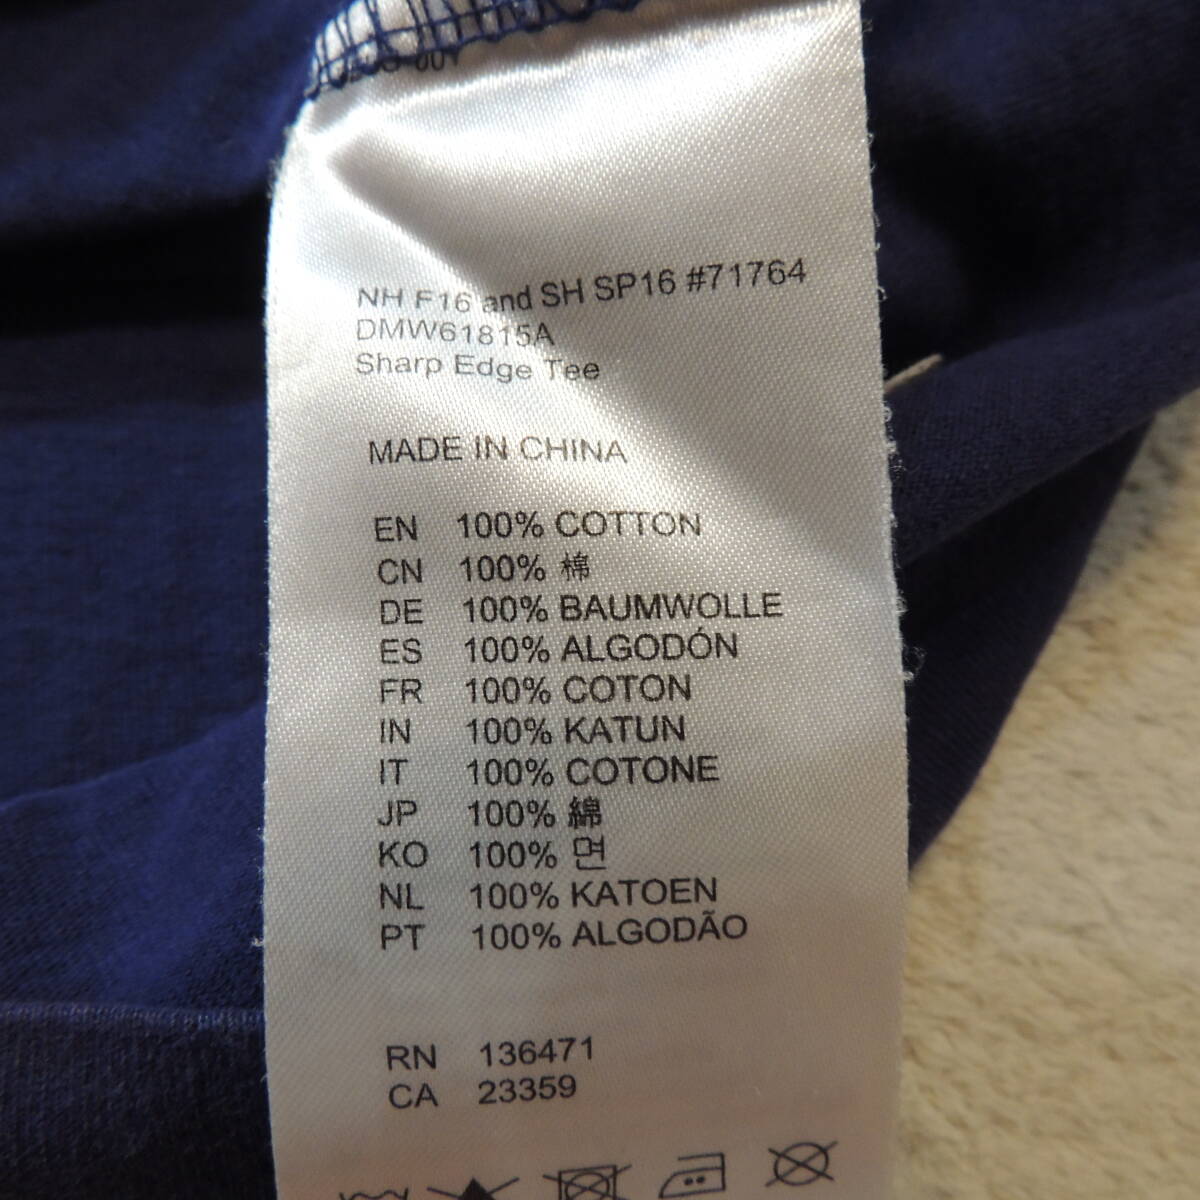 NH F16 and SH SP16 #71764
DMW61815A
Sharp Edge Tee
MADE IN CHINA
EN 100% COTTON
CN 100% 棉
DE 100% BAUMWOLLE
ES 100% ALGODÓN
FR 100% COTON
IN 100% KATUN
IT 100% COTONE
JP 100% 綿
KO 100% 면
NL 100% KATOEN
PT 100% ALGODÃO
RN 136471
CA 23359